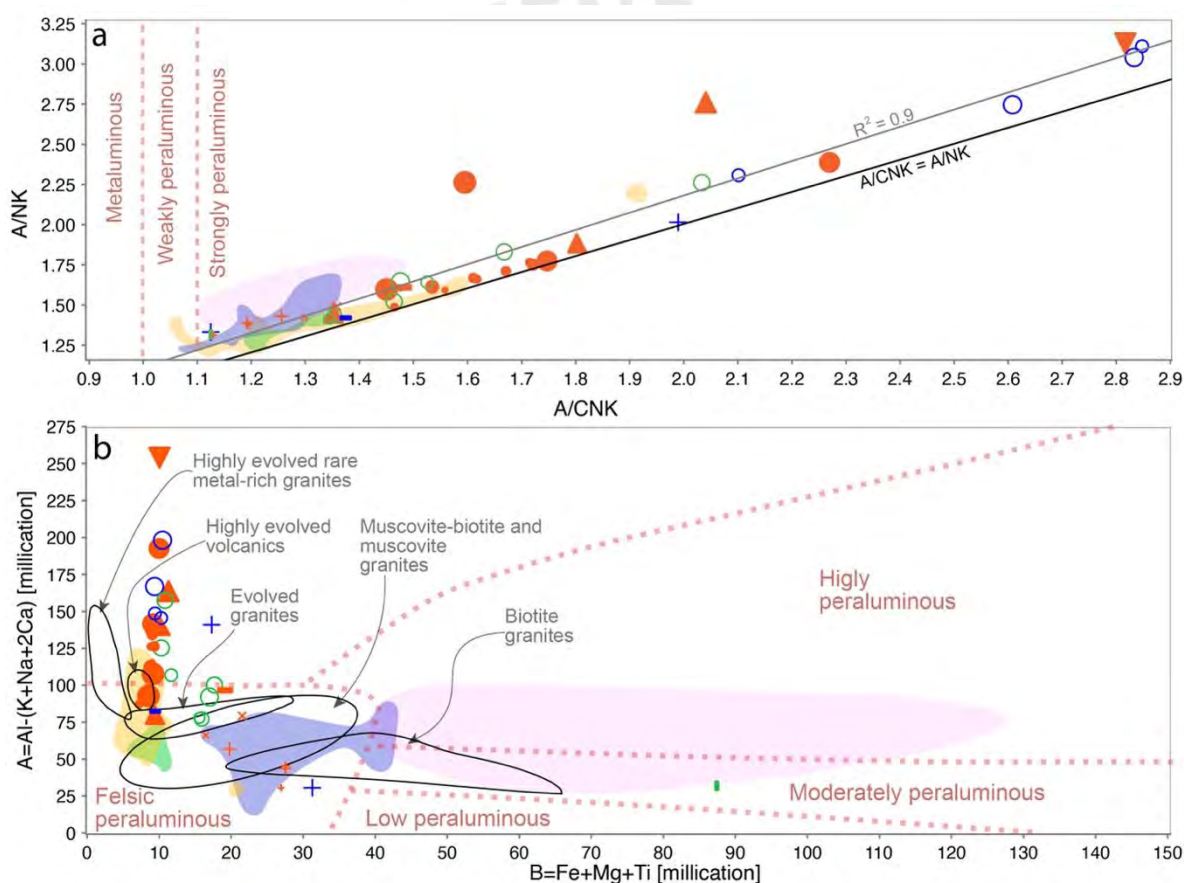 a
3.25
3.00
2.75
2.50
2.25
2.00
1.75
1.50
1.25
A/NK
Metaluminous
Weakly peraluminous
Strongly peraluminous
R² = 0.9
A/CNK = A/NK
0.9 1.0 1.1 1.2 1.3 1.4 1.5 1.6 1.7 1.8 1.9 2.0 2.1 2.2 2.3 2.4 2.5 2.6 2.7 2.8 2.9
A/CNK
b
275
250
225
200
175
150
125
100
75
50
25
0
A=Al-(K+Na+2Ca) [millication]
Highly evolved rare
metal-rich granites
Highly evolved
volcanics
Evolved
granites
Muscovite-biotite and
muscovite
granites
Biotite
granites
Higly
peraluminous
Felsic
peraluminous
Low peraluminous
Moderately peraluminous
0 10 20 30 40 50 60 70 80 90 100 110 120 130 140 150
B=Fe+Mg+Ti [millication]